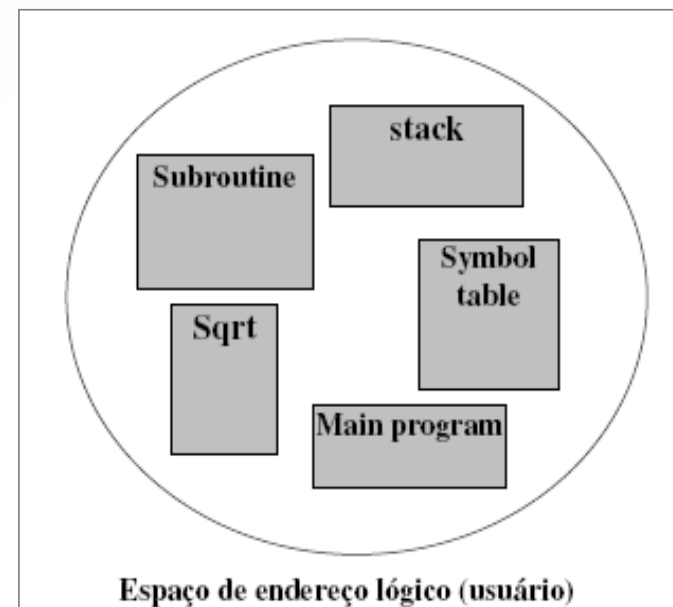 stack
Subroutine
Symbol
table
Sqrt
Main program
Espaço de endereço lógico (usuário)